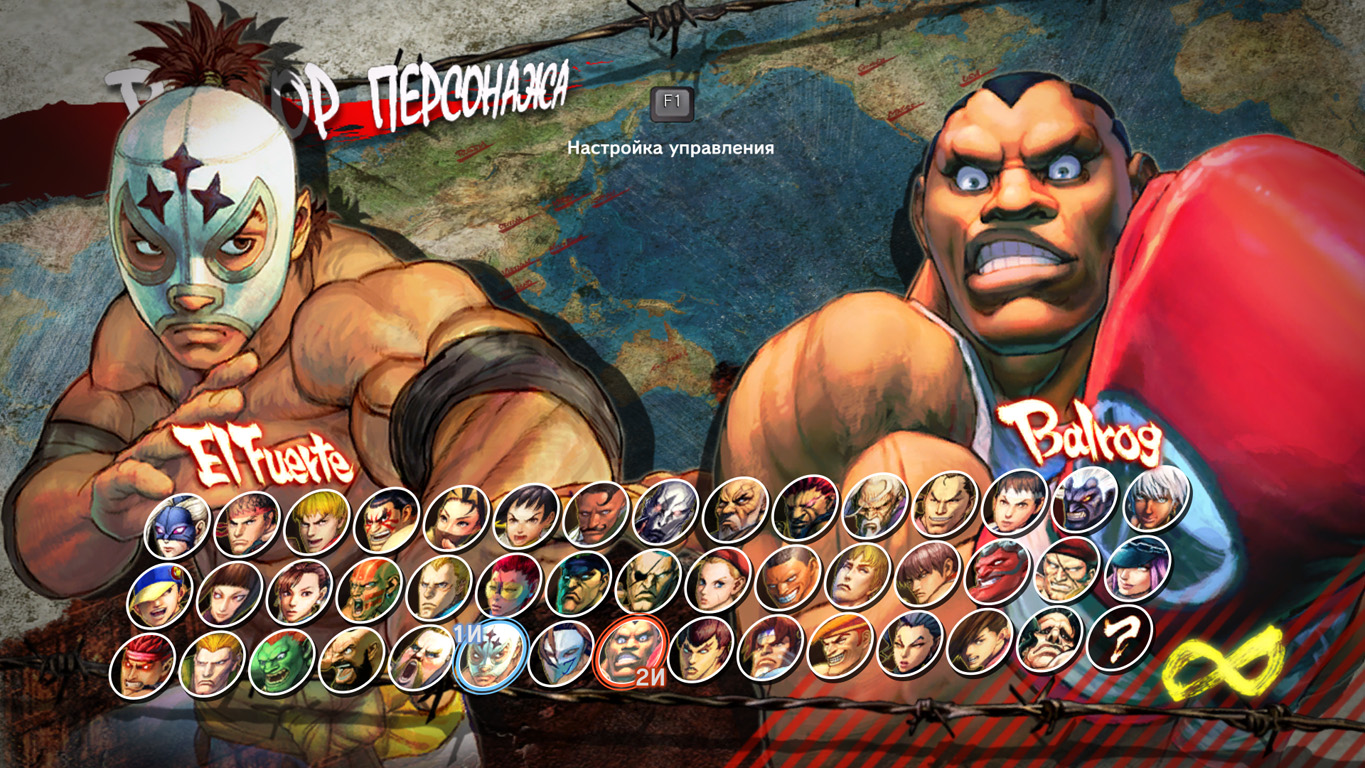 ПЕРСОНАЖА
F1
Настройка управления
El Fuerte
Balrog
1И
2И
?